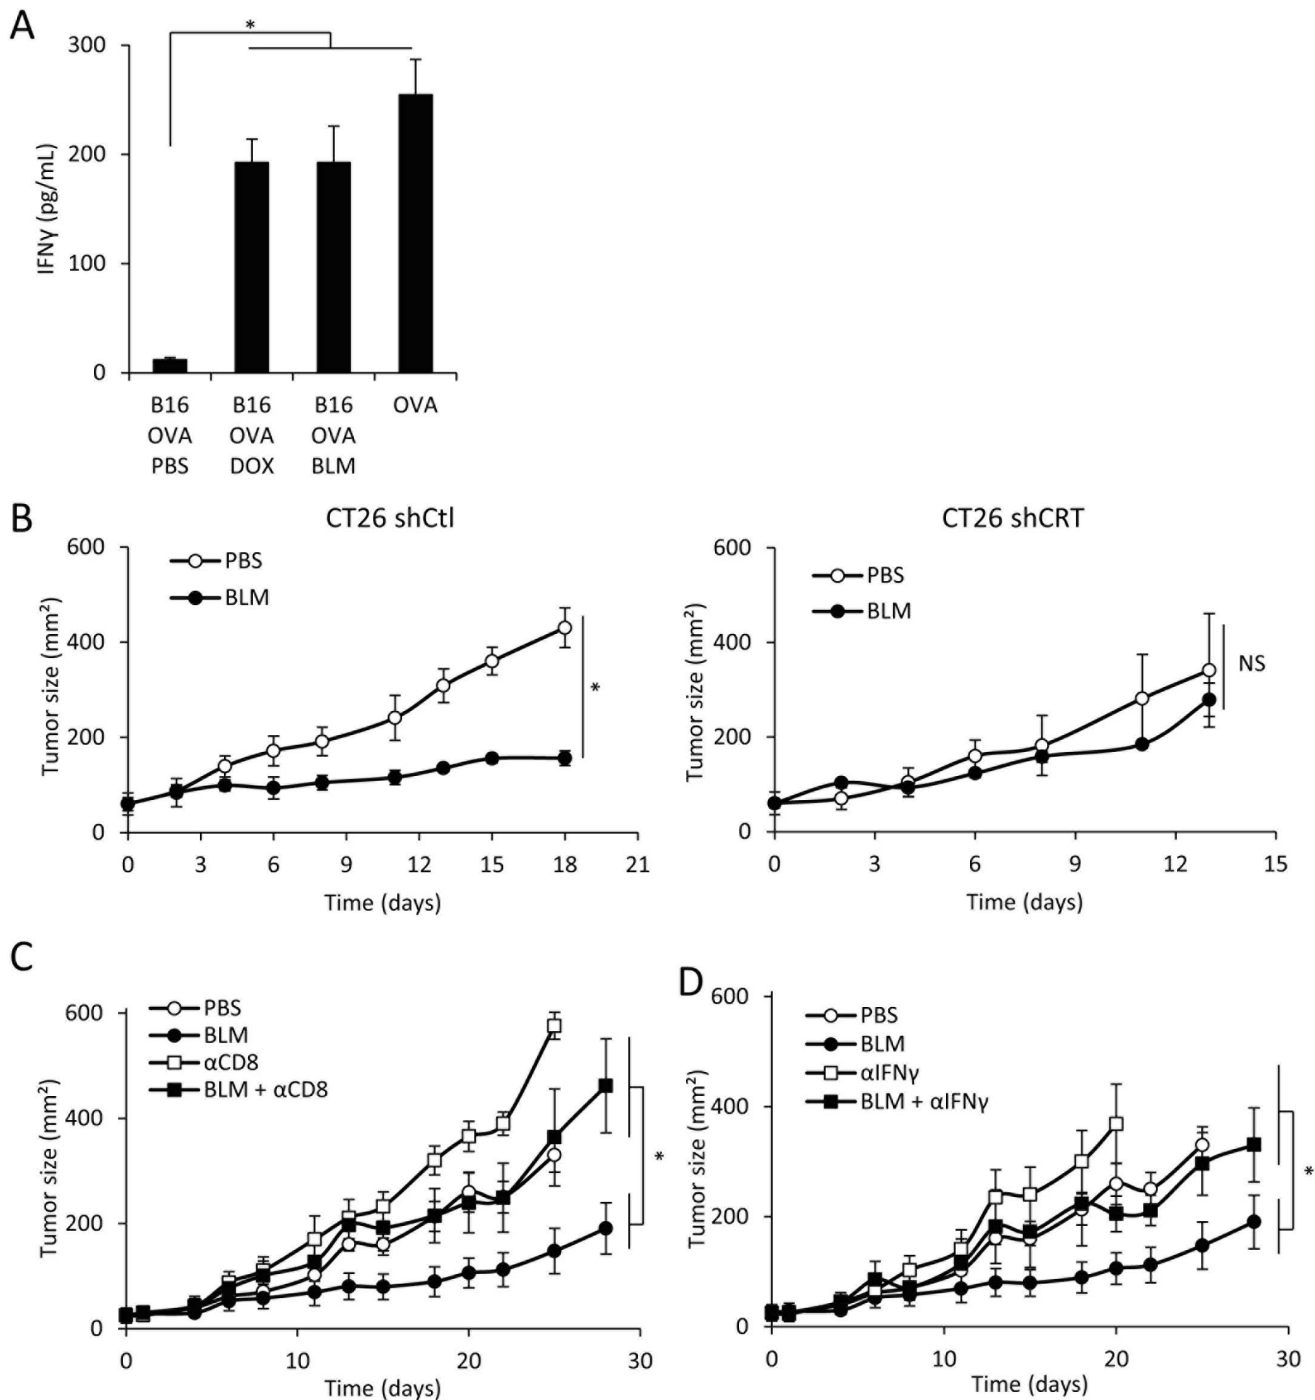 A
*
300
200
100
0
IFNγ (pg/mL)
B16 OVA PBS
B16 OVA DOX
B16 OVA BLM
OVA
B
CT26 shCtl
600
400
200
0
Tumor size (mm²)
PBS
BLM
*
0 3 6 9 12 15 18 21
Time (days)
CT26 shCRT
600
400
200
0
Tumor size (mm²)
PBS
BLM
NS
0 3 6 9 12 15
Time (days)
C
600
400
200
0
Tumor size (mm²)
PBS
BLM
αCD8
BLM + αCD8
*
0 10 20 30
Time (days)
D
600
400
200
0
Tumor size (mm²)
PBS
BLM
αIFNγ
BLM + αIFNγ
*
0 10 20 30
Time (days)